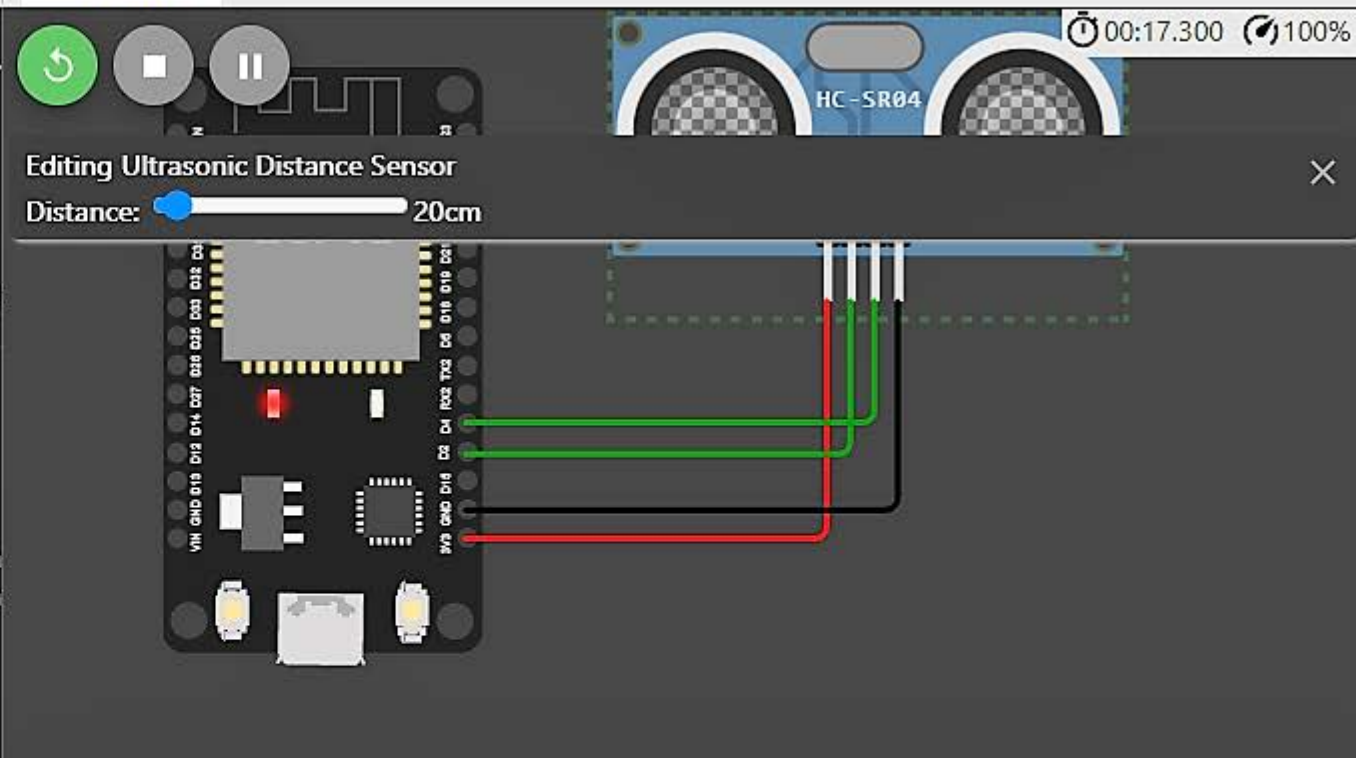 00:17.300 100%
HC-SR04
Editing Ultrasonic Distance Sensor
Distance: 20cm
D32
D33
D25
D26
D27
D14
D12
D13
GND
VIN
D21
D19
D18
D5
TX2
RX2
D4
D2
D15
GND
3V3